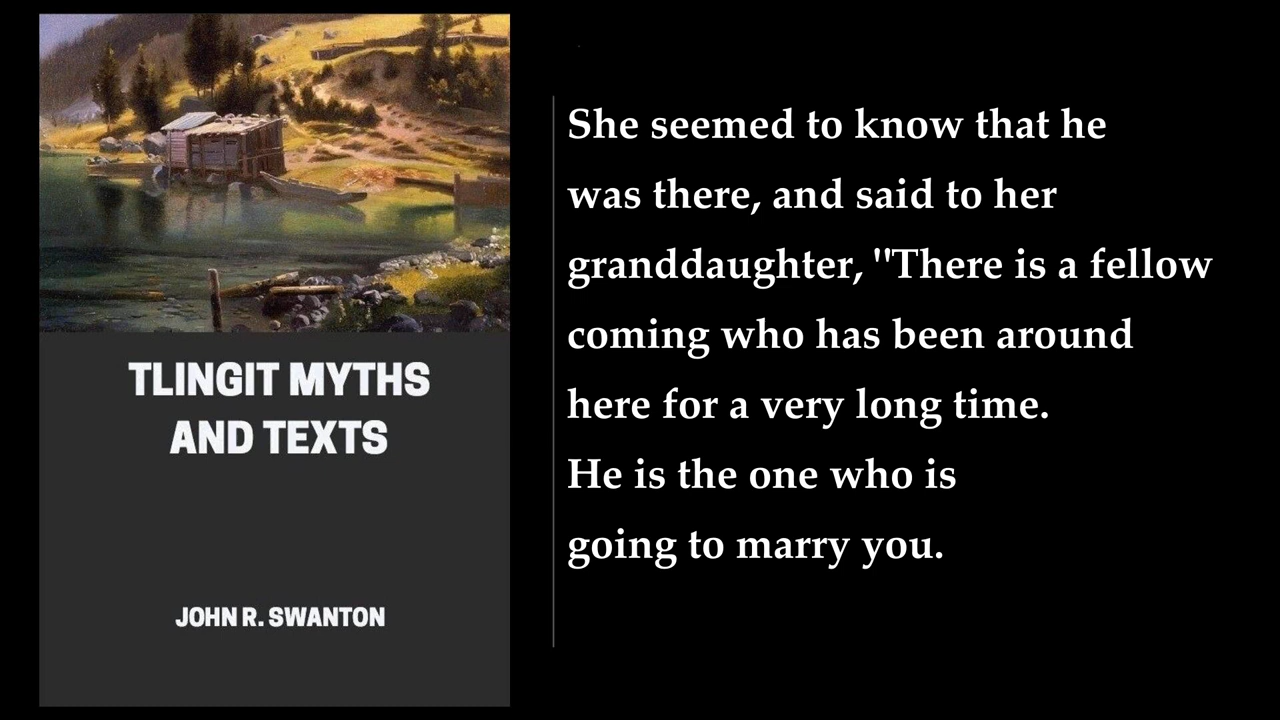 TLINGIT MYTHS
AND TEXTS
JOHN R. SWANTON
She seemed to know that he
was there, and said to her
granddaughter, "There is a fellow
coming who has been around
here for a very long time.
He is the one who is
going to marry you.